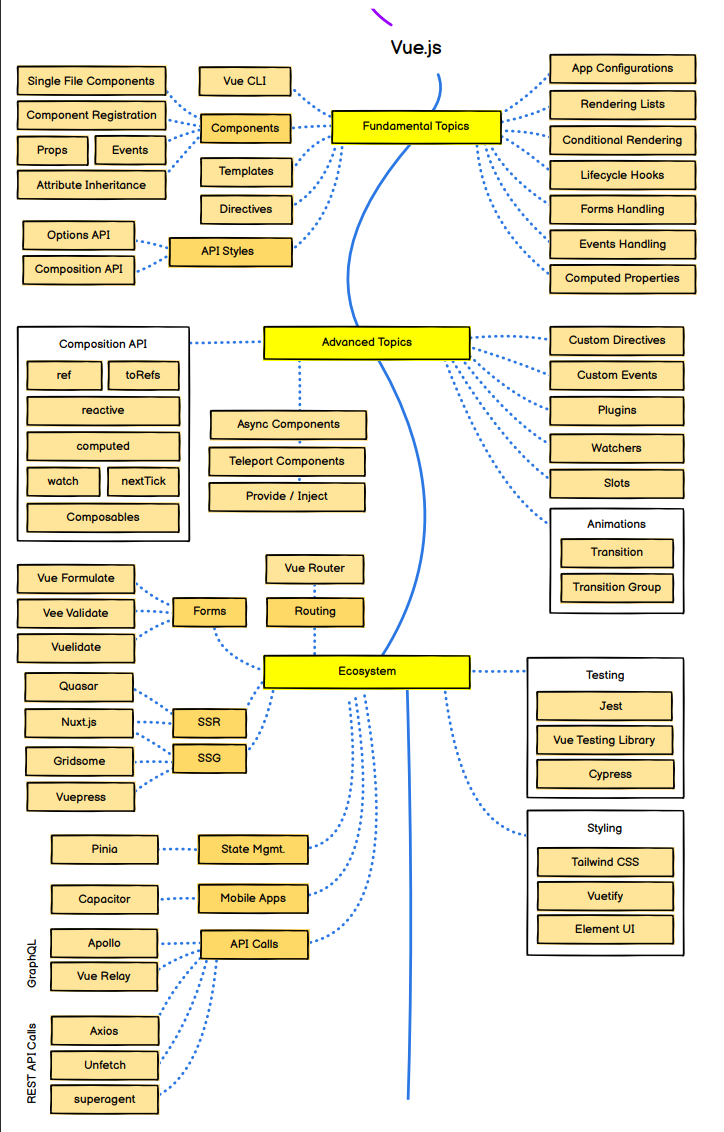 Vue.js
Fundamental Topics
Single File Components
Component Registration
Props
Events
Attribute Inheritance
Vue CLI
Components
Templates
Directives
API Styles
Options API
Composition API
App Configurations
Rendering Lists
Conditional Rendering
Lifecycle Hooks
Forms Handling
Events Handling
Computed Properties
Advanced Topics
Composition API
ref
toRefs
reactive
computed
watch
nextTick
Composables
Async Components
Teleport Components
Provide / Inject
Custom Directives
Custom Events
Plugins
Watchers
Slots
Animations
Transition
Transition Group
Ecosystem
Vue Router
Routing
Forms
Vue Formulate
Vee Validate
Vuelidate
Quasar
Nuxt.js
Gridsome
Vuepress
SSR
SSG
Testing
Jest
Vue Testing Library
Cypress
Styling
Tailwind CSS
Vuetify
Element UI
Pinia
State Mgmt.
Capacitor
Mobile Apps
API Calls
GraphQL
Apollo
Vue Relay
REST API Calls
Axios
Unfetch
superagent